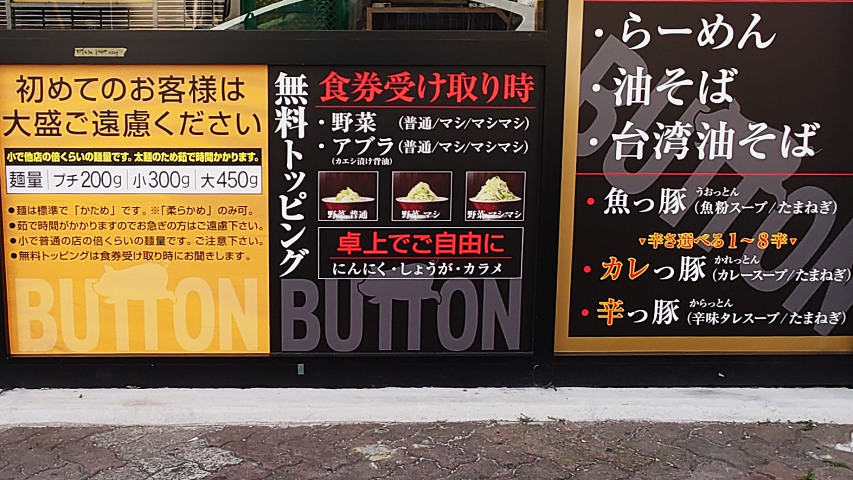 初めてのお客様は
大盛ご遠慮ください
小で他店の倍くらいの麺量です。太麺のため茹で時間かかります。
麺量 プチ200g 小300g 大450g
●麺は標準で「かため」です。※「柔らかめ」のみ可。
●茹で時間がかかりますのでお急ぎの方はご遠慮下さい。
●小で普通の店の倍くらいの麺量です。ご注意下さい。
●無料トッピングは食券受け取り時にお聞きします。
BUTTON
無料トッピング
食券受け取り時
・野菜 (普通/マシ/マシマシ)
・アブラ (普通/マシ/マシマシ)
(カエシ漬け背油)
野菜 普通
野菜 マシ
野菜 マシマシ
卓上でご自由に
にんにく・しょうが・カラメ
BUTTON
・らーめん
・油そば
・台湾油そば
・魚っ豚 うおっとん (魚粉スープ/たまねぎ)
▼辛さ選べる1～8辛▼
・カレっ豚 かれっとん (カレースープ/たまねぎ)
・辛っ豚 からっとん (辛味タレスープ/たまねぎ)
BUTTON